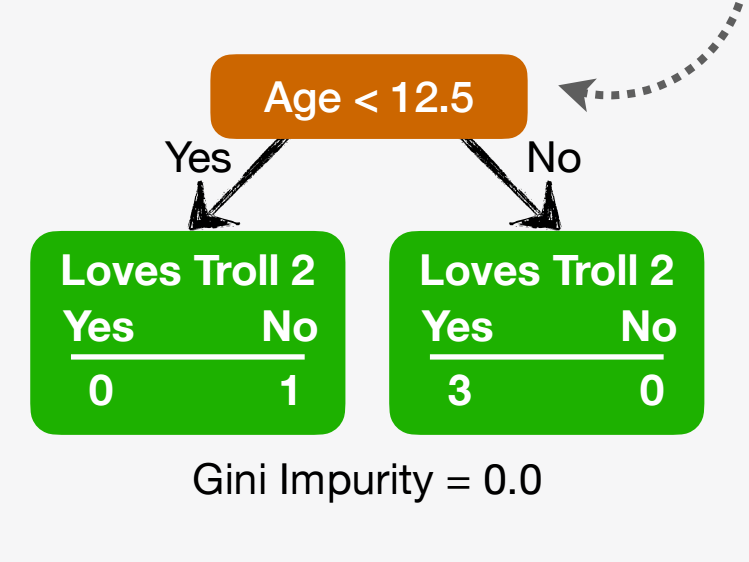 Age < 12.5
Yes No
Loves Troll 2
Yes No
0 1
Loves Troll 2
Yes No
3 0
Gini Impurity = 0.0